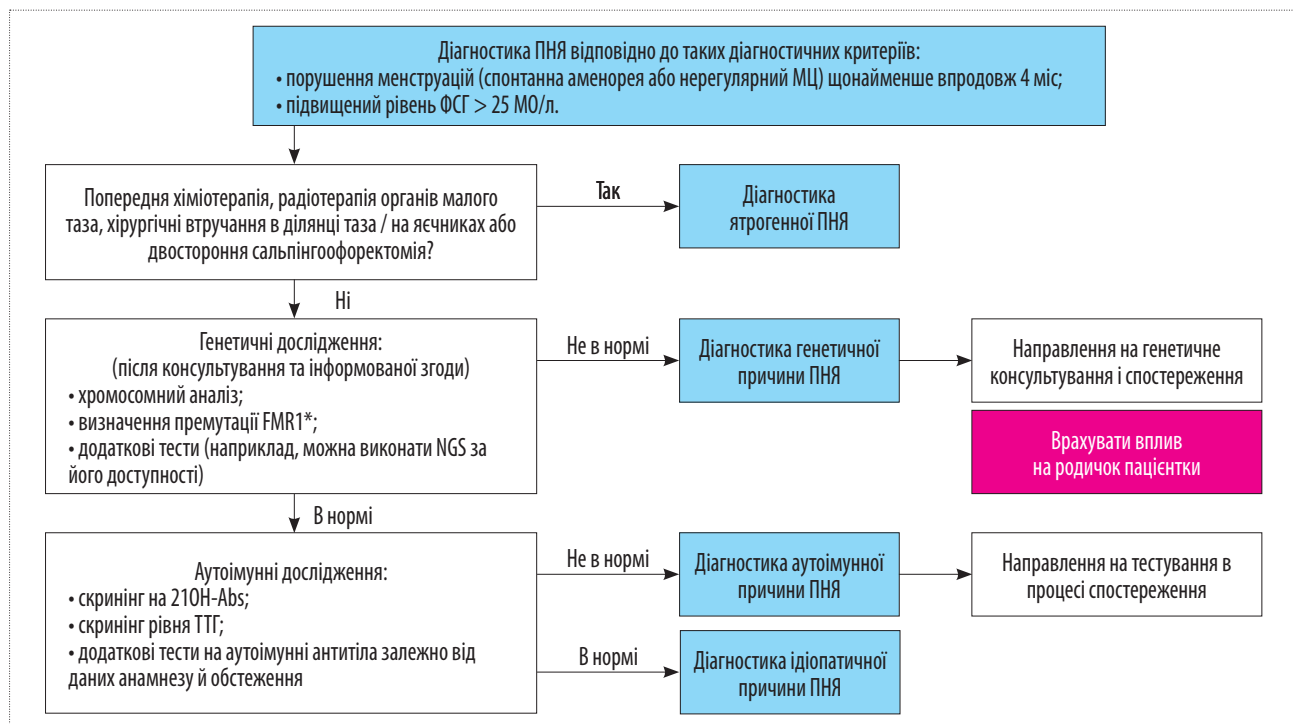 Діагностика ПНЯ відповідно до таких діагностичних критеріїв:
• порушення менструацій (спонтанна аменорея або нерегулярний МЦ) щонайменше впродовж 4 міс;
• підвищений рівень ФСГ > 25 МО/л.
Попередня хіміотерапія, радіотерапія органів малого
таза, хірургічні втручання в ділянці таза / на яєчниках або
двостороння сальпінгоофоректомія?
Так
Діагностика
ятрогенної ПНЯ
Ні
Генетичні дослідження:
(після консультування та інформованої згоди)
• хромосомний аналіз;
• визначення премутації FMR1*;
• додаткові тести (наприклад, можна виконати NGS за
його доступності)
Не в нормі
Діагностика генетичної
причини ПНЯ
Направлення на генетичне
консультування і спостереження
Врахувати вплив
на родичок пацієнтки
В нормі
Аутоімунні дослідження:
• скринінг на 21OH-Abs;
• скринінг рівня ТТГ;
• додаткові тести на аутоімунні антитіла залежно від
даних анамнезу й обстеження
Не в нормі
Діагностика аутоімунної
причини ПНЯ
Направлення на тестування в
процесі спостереження
В нормі
Діагностика ідіопатичної
причини ПНЯ